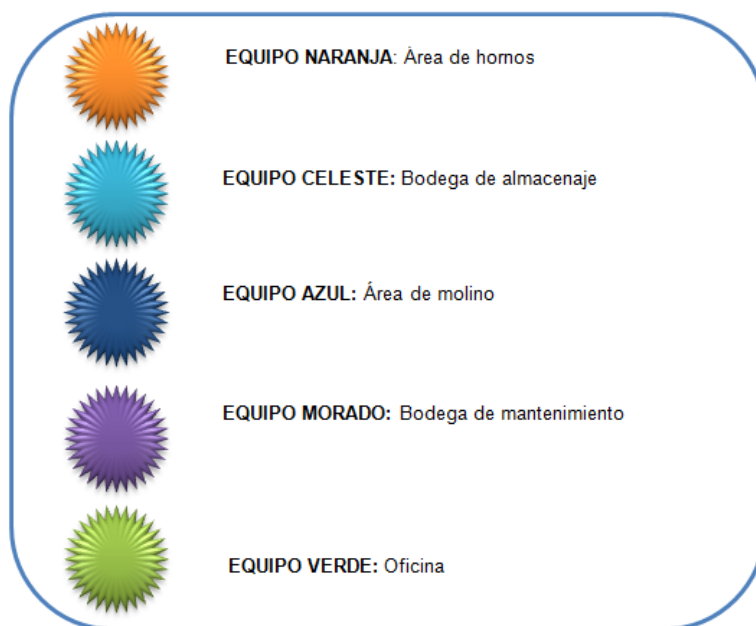 EQUIPO NARANJA: Área de hornos
EQUIPO CELESTE: Bodega de almacenaje
EQUIPO AZUL: Área de molino
EQUIPO MORADO: Bodega de mantenimiento
EQUIPO VERDE: Oficina